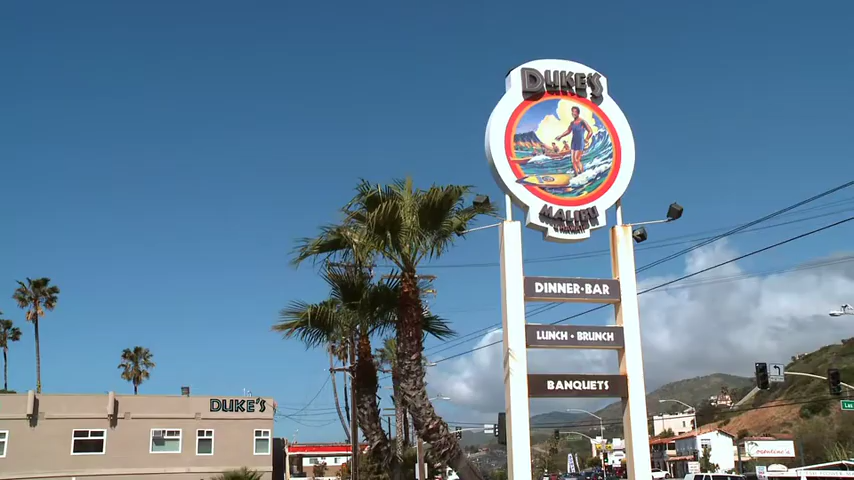 DUKE'S
MALIBU
DINNER • BAR
LUNCH • BRUNCH
BANQUETS
DUKE'S